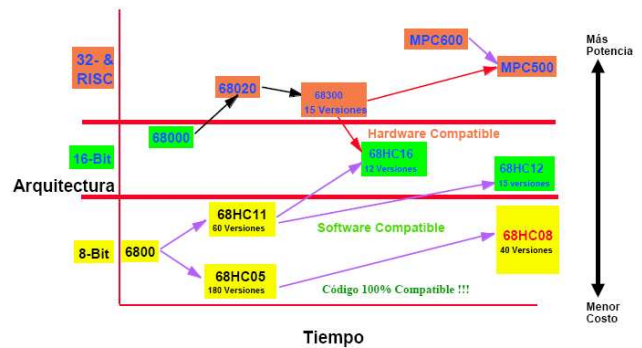 Más
Potencia
MPC600
32- &
RISC
MPC500
68020
68300
15 Versiones
68000
Hardware Compatible
16-Bit
68HC16
12 Versiones
68HC12
15 versiones
Arquitectura
68HC11
60 Versiones
Software Compatible
8-Bit
6800
68HC08
40 Versiones
68HC05
180 Versiones
Código 100% Compatible !!!
Menor
Costo
Tiempo